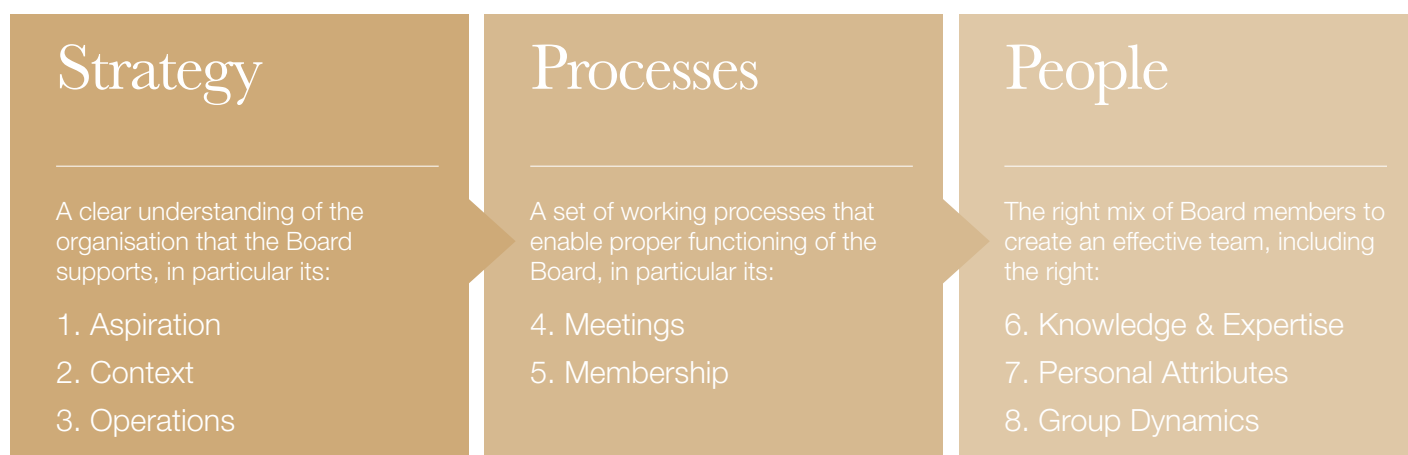 Strategy
A clear understanding of the
organisation that the Board
supports, in particular its:
1. Aspiration
2. Context
3. Operations
Processes
A set of working processes that
enable proper functioning of the
Board, in particular its:
4. Meetings
5. Membership
People
The right mix of Board members to
create an effective team, including
the right:
6. Knowledge & Expertise
7. Personal Attributes
8. Group Dynamics